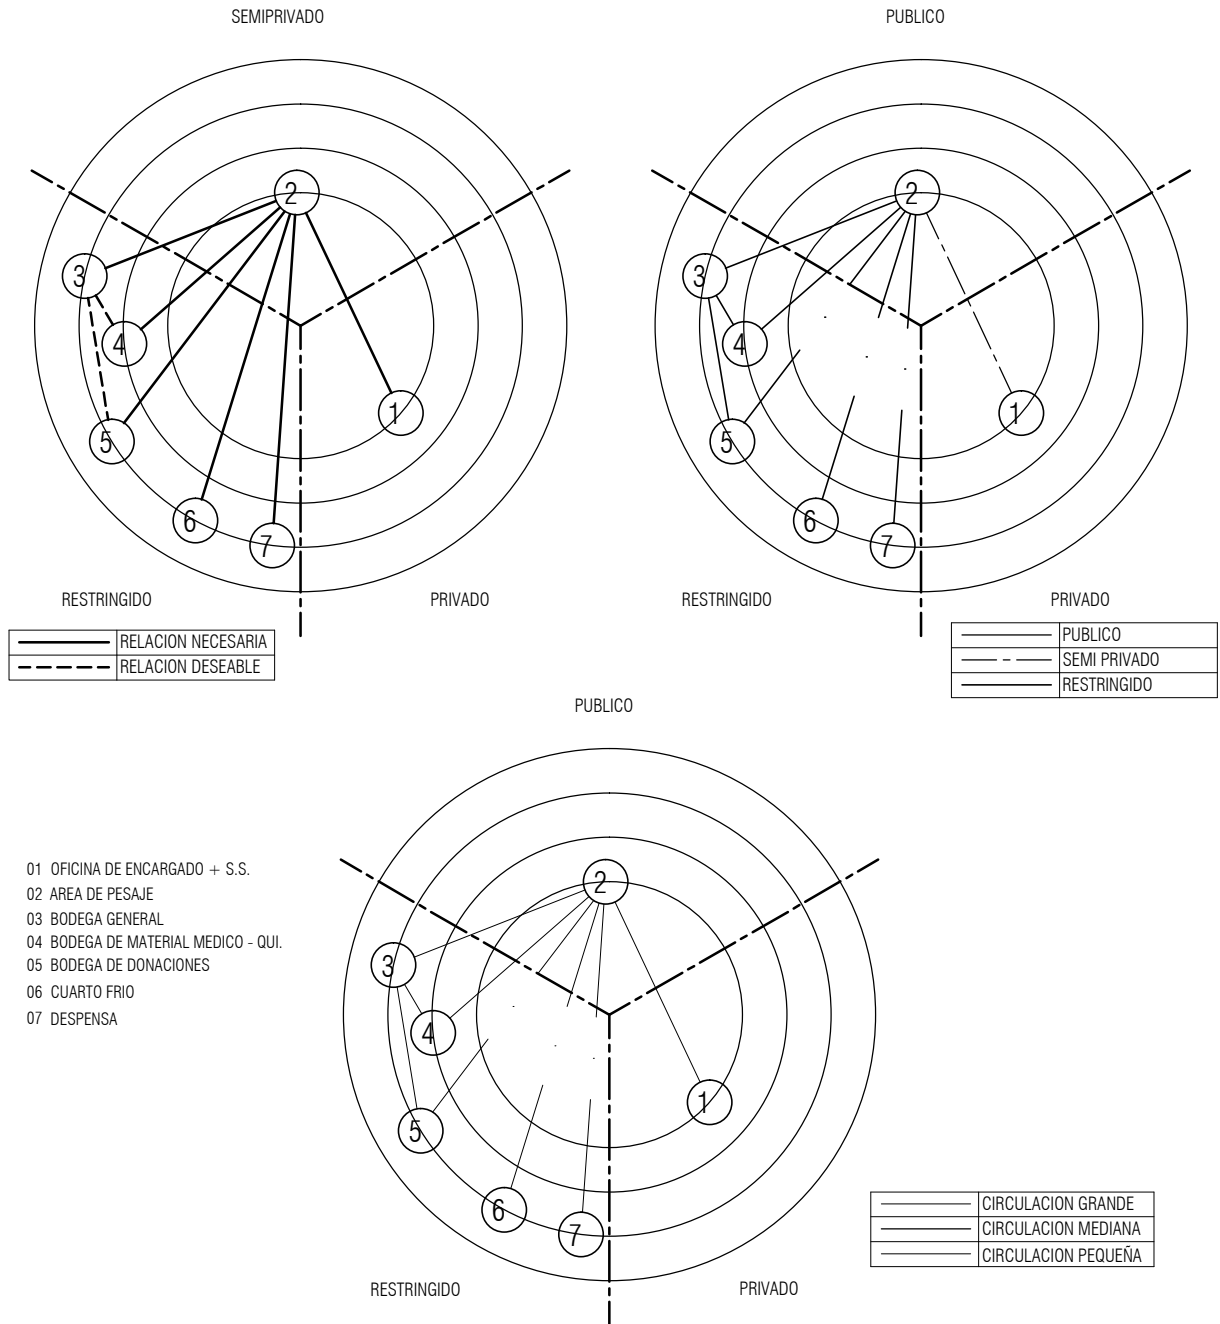 SEMIPRIVADO
2
3
4
5
6
7
1
RESTRINGIDO
PRIVADO
RELACION NECESARIA
RELACION DESEABLE
PUBLICO
2
3
4
5
6
7
1
RESTRINGIDO
PRIVADO
PUBLICO
SEMI PRIVADO
RESTRINGIDO
PUBLICO
01 OFICINA DE ENCARGADO + S.S.
02 AREA DE PESAJE
03 BODEGA GENERAL
04 BODEGA DE MATERIAL MEDICO - QUI.
05 BODEGA DE DONACIONES
06 CUARTO FRIO
07 DESPENSA
2
3
4
5
6
7
1
RESTRINGIDO
PRIVADO
CIRCULACION GRANDE
CIRCULACION MEDIANA
CIRCULACION PEQUEÑA